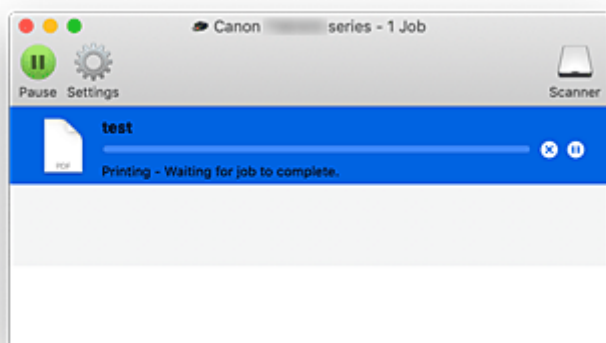 Canon series - 1 Job
Pause Settings Scanner
test
PDF
Printing - Waiting for job to complete.